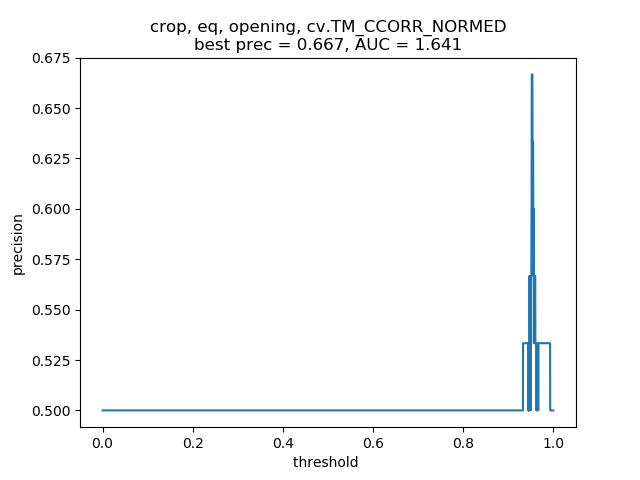 crop, eq, opening, cv.TM_CCORR_NORMED
best prec = 0.667, AUC = 1.641
0.675
0.650
0.625
0.600
0.575
0.550
0.525
0.500
precision
0.0 0.2 0.4 0.6 0.8 1.0
threshold